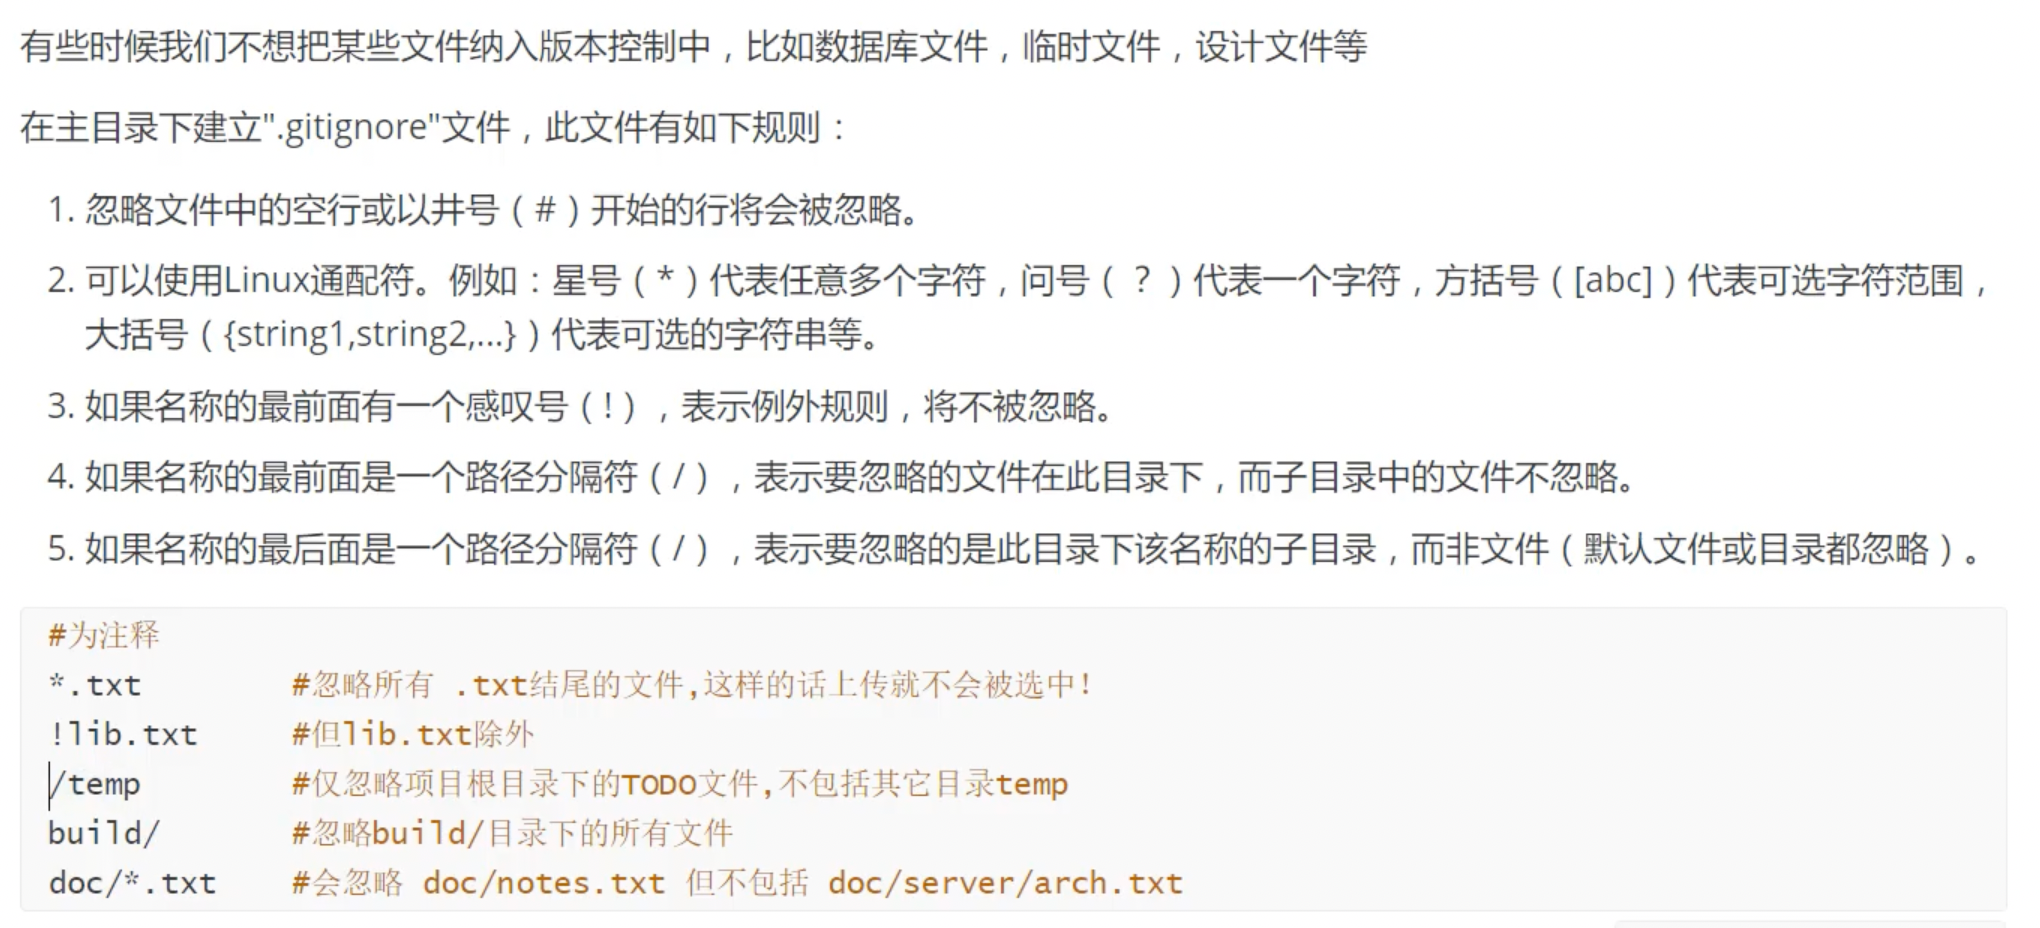 有些时候我们不想把某些文件纳入版本控制中，比如数据库文件，临时文件，设计文件等
在主目录下建立".gitignore"文件，此文件有如下规则：
1. 忽略文件中的空行或以井号（#）开始的行将会被忽略。
2. 可以使用Linux通配符。例如：星号（*）代表任意多个字符，问号（？）代表一个字符，方括号（[abc]）代表可选字符范围，
大括号（{string1,string2,...}）代表可选的字符串等。
3. 如果名称的最前面有一个感叹号（!），表示例外规则，将不被忽略。
4. 如果名称的最前面是一个路径分隔符（/），表示要忽略的文件在此目录下，而子目录中的文件不忽略。
5. 如果名称的最后面是一个路径分隔符（/），表示要忽略的是此目录下该名称的子目录，而非文件（默认文件或目录都忽略）。
#为注释
*.txt #忽略所有 .txt结尾的文件,这样的话上传就不会被选中!
!lib.txt #但lib.txt除外
/temp #仅忽略项目根目录下的TODO文件,不包括其它目录temp
build/ #忽略build/目录下的所有文件
doc/*.txt #会忽略 doc/notes.txt 但不包括 doc/server/arch.txt